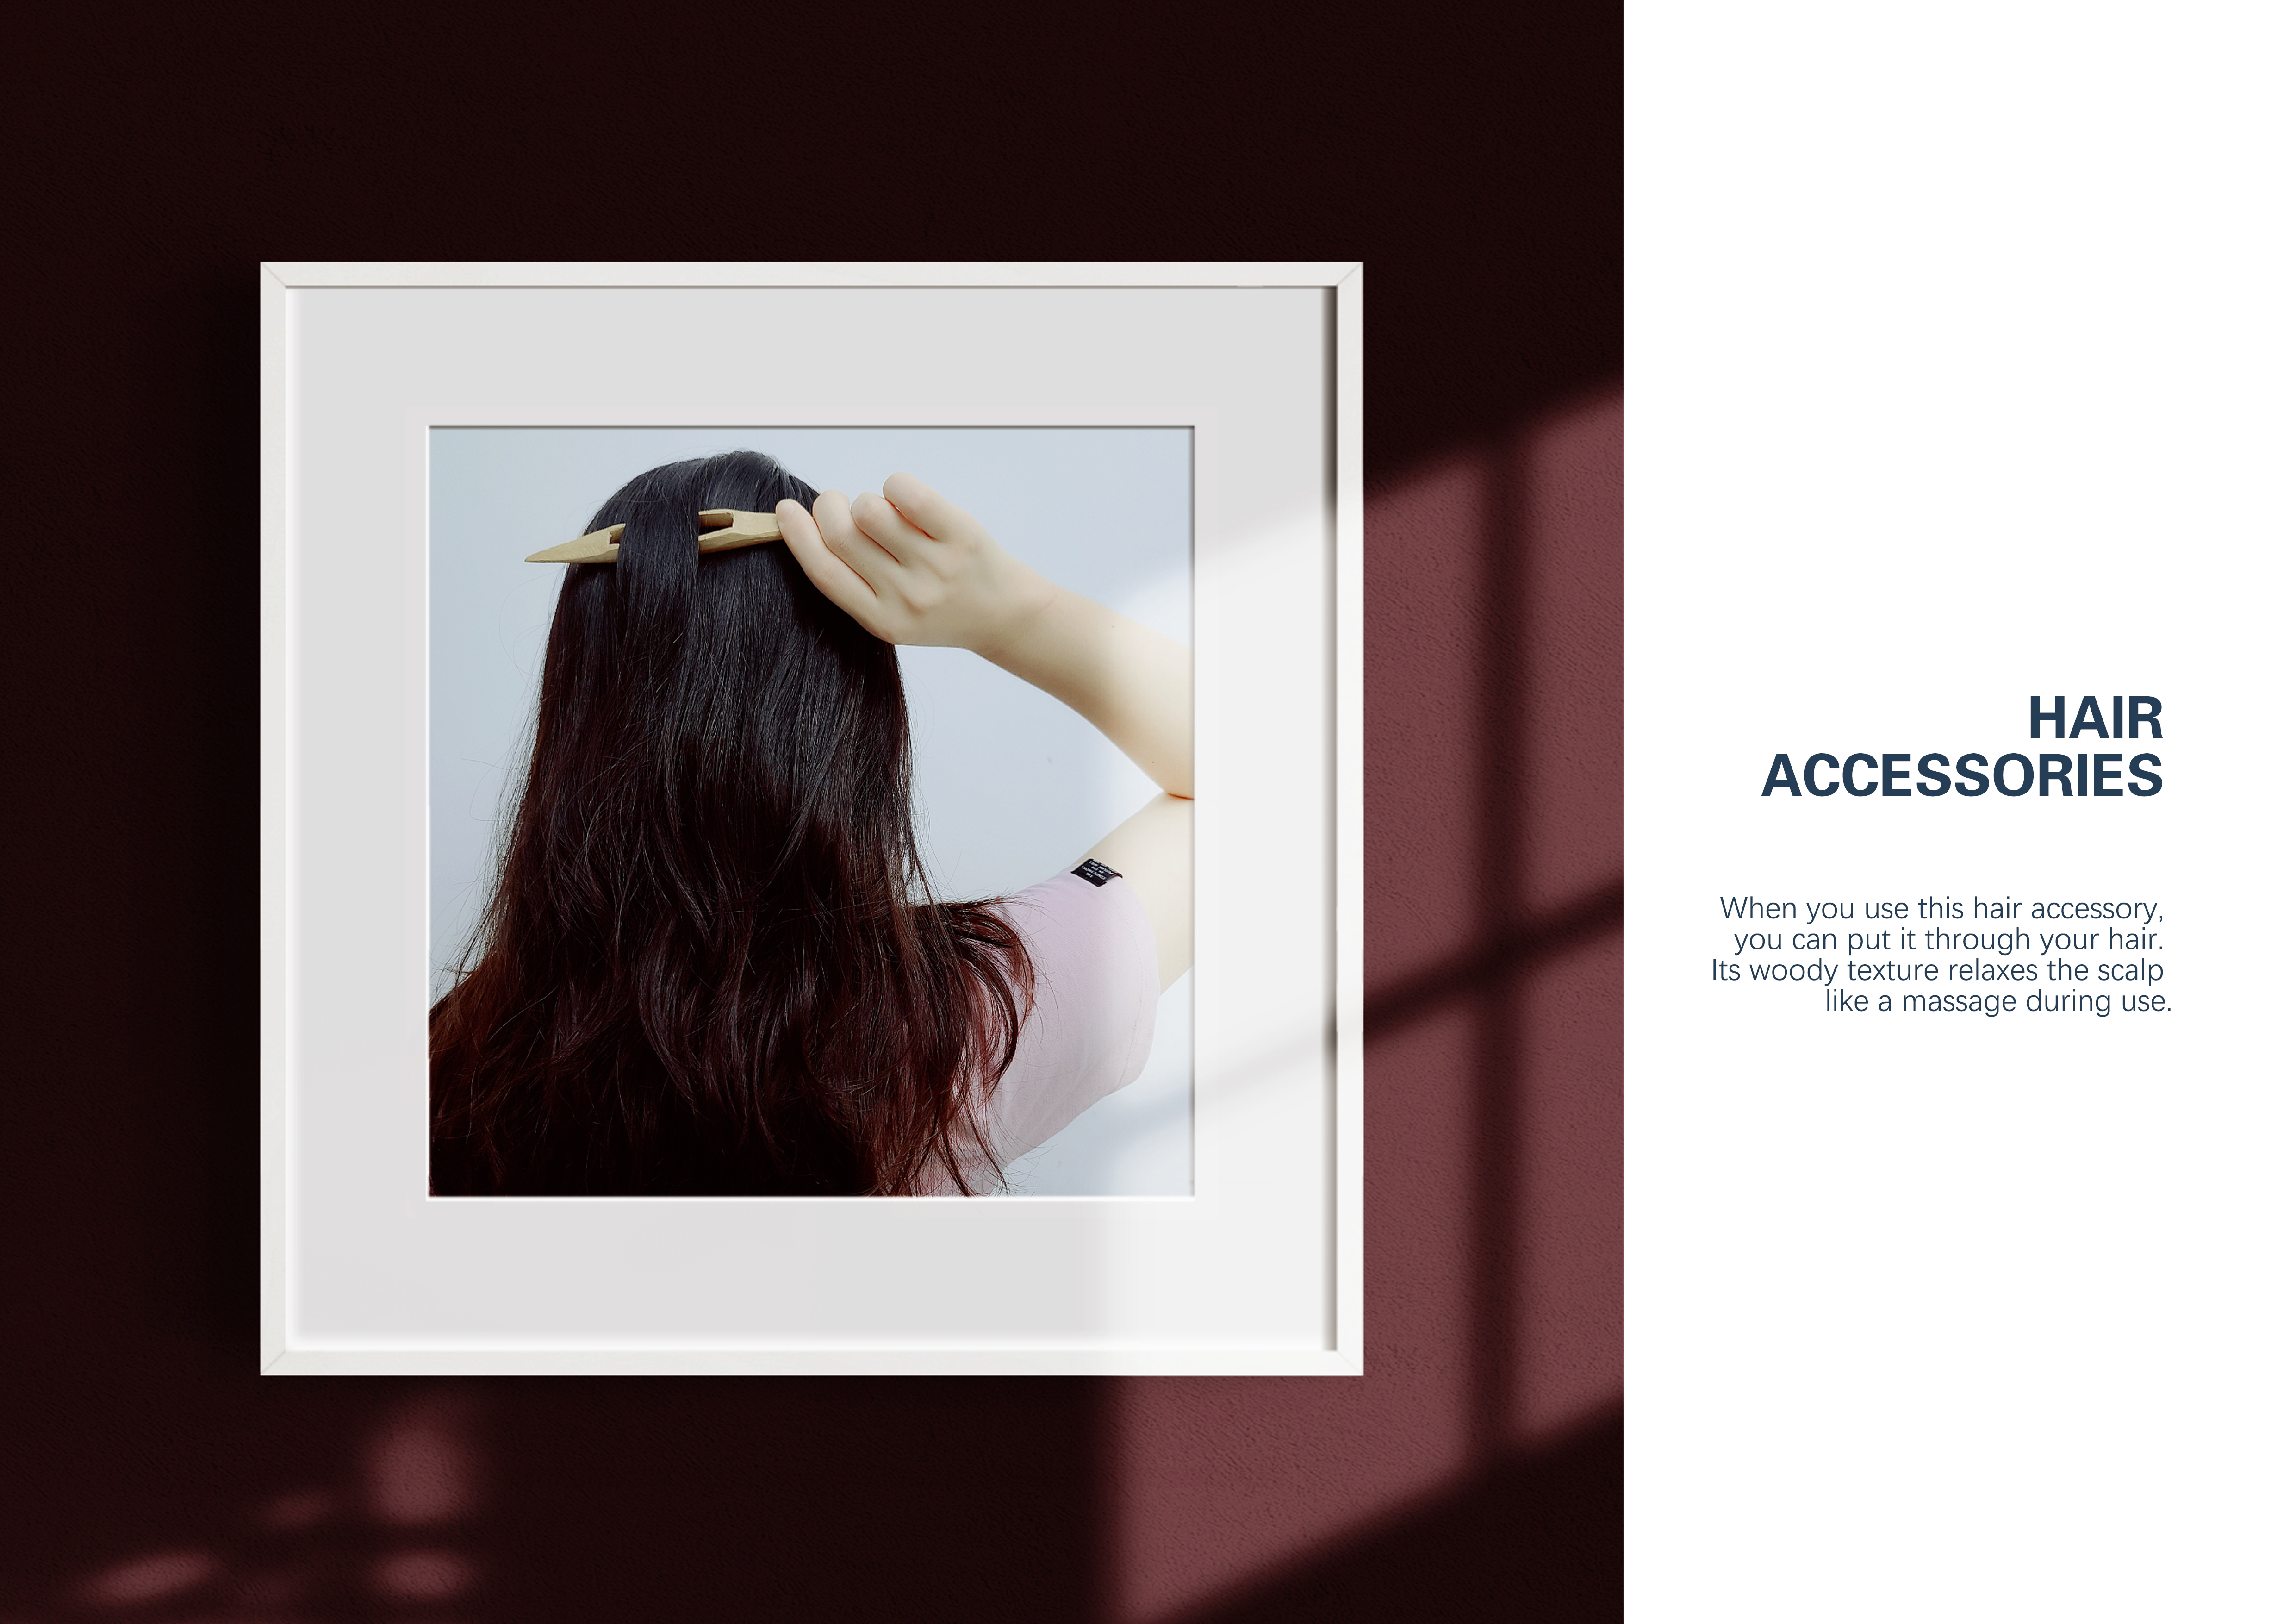 HAIR
ACCESSORIES
When you use this hair accessory,
you can put it through your hair.
Its woody texture relaxes the scalp
like a massage during use.